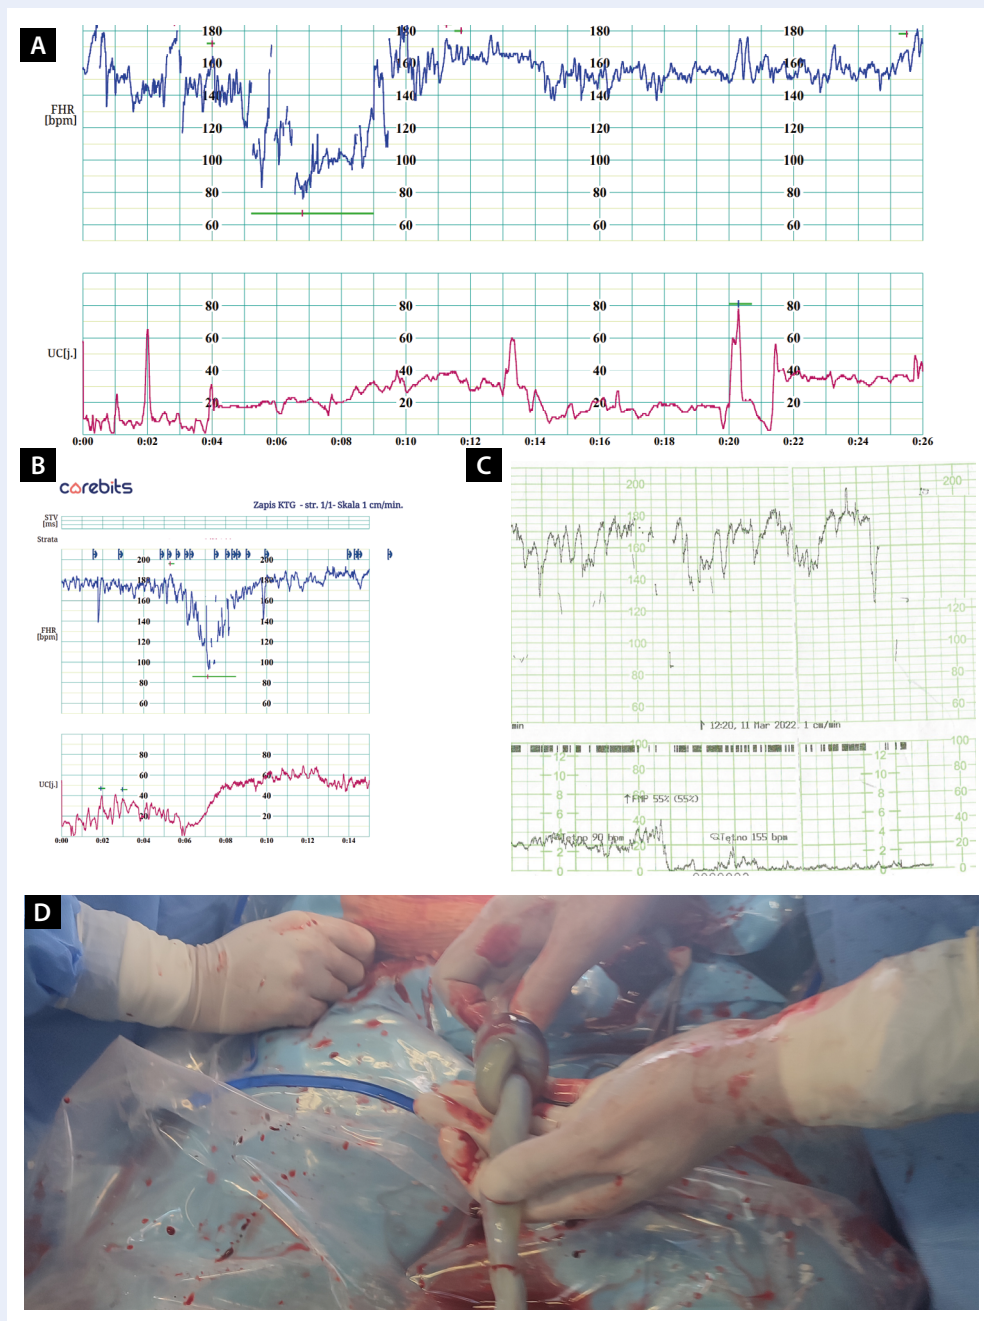 A
180 180 180 180
160 160 160 160
FHR
[bpm]
140 140 140 140
120 120 120 120
100 100 100 100
80 80 80 80
60 60 60 60
80 80 80 80
60 60 60 60
UC[j.]
40 40 40 40
20 20 20 20
0:00 0:02 0:04 0:06 0:08 0:10 0:12 0:14 0:16 0:18 0:20 0:22 0:24 0:26
B
carebits
Zapis KTG - str. 1/1- Skala 1 cm/min.
STV
[ms]
Strata
200 200
180 180
160 160
FHR
[bpm]
140 140
120 120
100 100
80 80
60 60
80 80
60 60
UC[j.]
40 40
20 20
0:00 0:02 0:04 0:06 0:08 0:10 0:12 0:14
C
200 200
180
160
140
120 120
100
80 80
60 60
min 12:20, 11 Mar 2022 1 cm/min
12 100 12 100
10 10 80
8 80 8
↑FMP 55% (55%)
6 60
4 40 4 40
Tętno 90 bpm Tętno 155 bpm
2 20 2 20
0 0 0 0
D